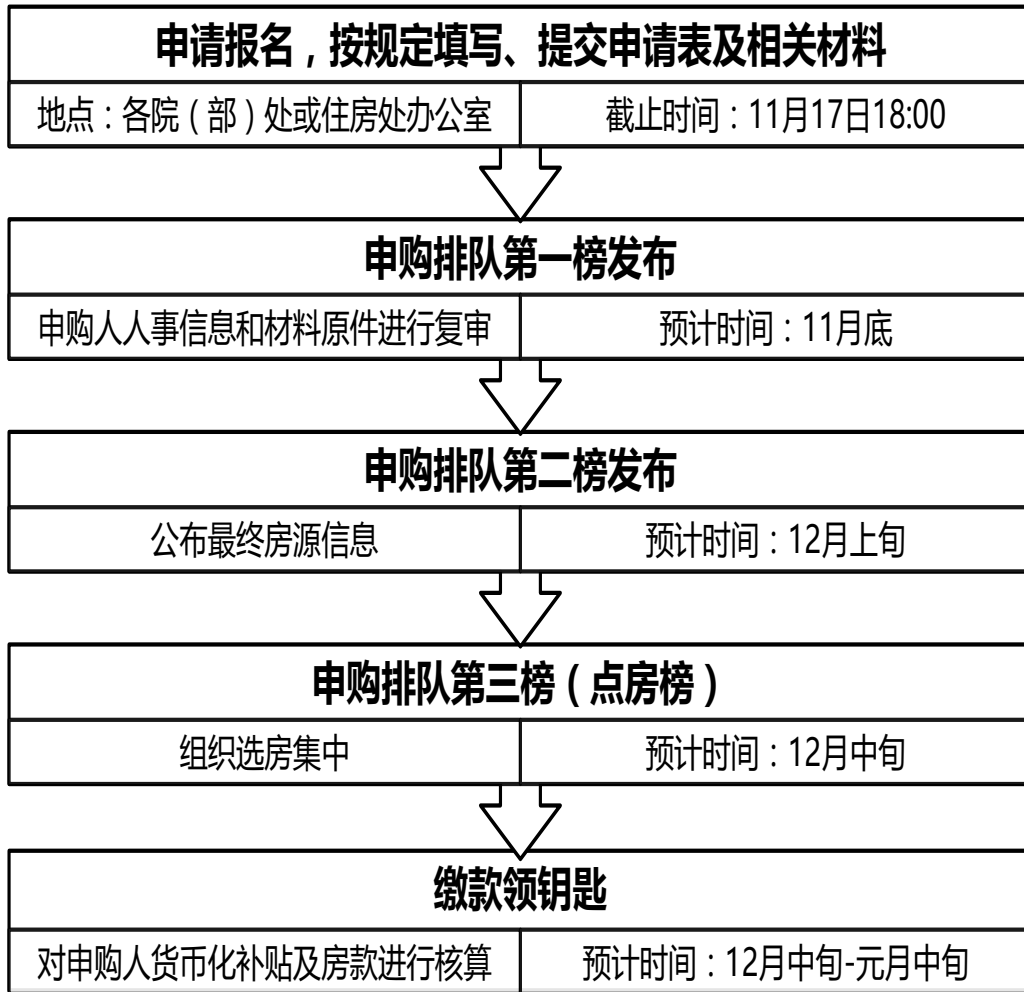 申请报名，按规定填写、提交申请表及相关材料
地点：各院（部）处或住房处办公室
截止时间：11月17日18:00
申购排队第一榜发布
申购人人事信息和材料原件进行复审
预计时间：11月底
申购排队第二榜发布
公布最终房源信息
预计时间：12月上旬
申购排队第三榜（点房榜）
组织选房集中
预计时间：12月中旬
缴款领钥匙
对申购人货币化补贴及房款进行核算
预计时间：12月中旬-元月中旬